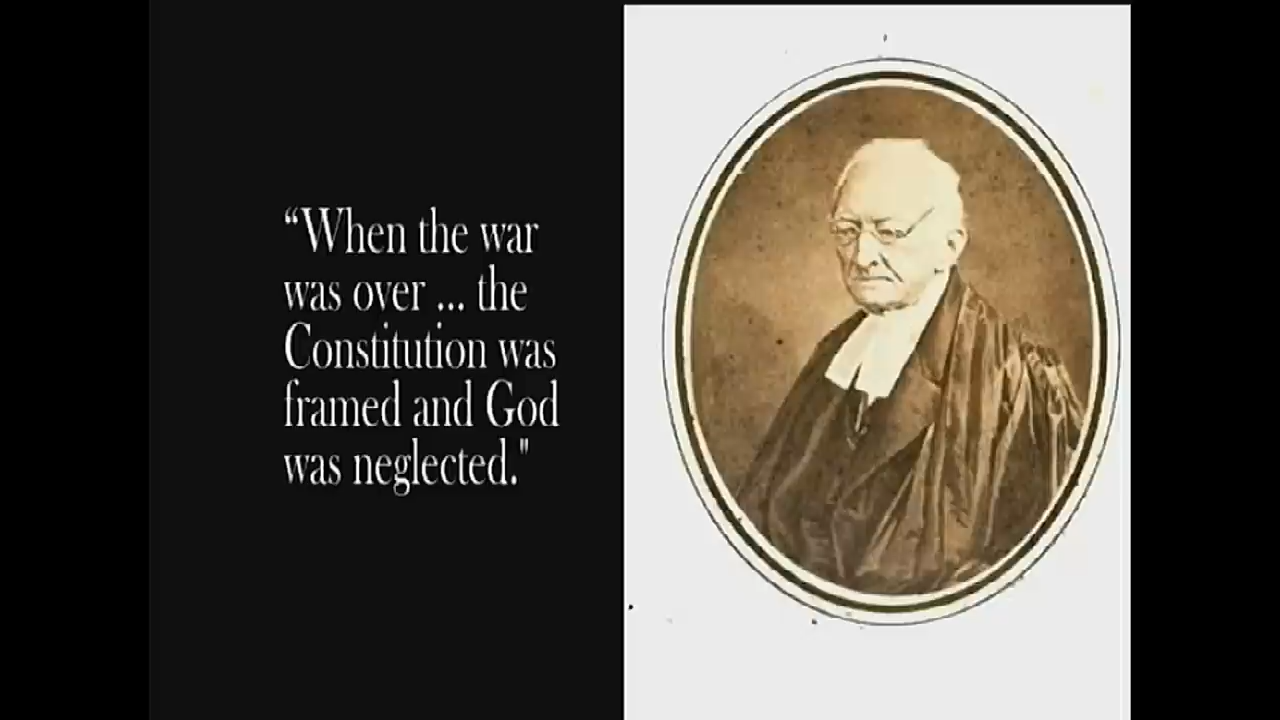 “When the war
was over ... the
Constitution was
framed and God
was neglected."